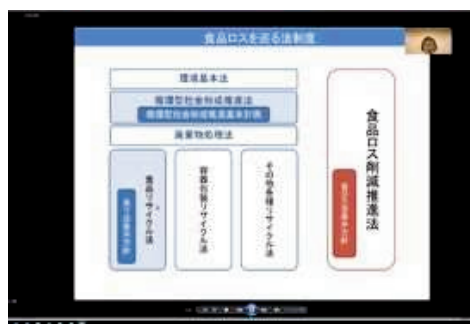 食品ロスを巡る法制度
環境基本法
循環型社会形成推進法
循環型社会形成推進基本計画
廃棄物処理法
食品リサイクル法
容器包装リサイクル法
その他各種リサイクル法
食品ロス削減推進法